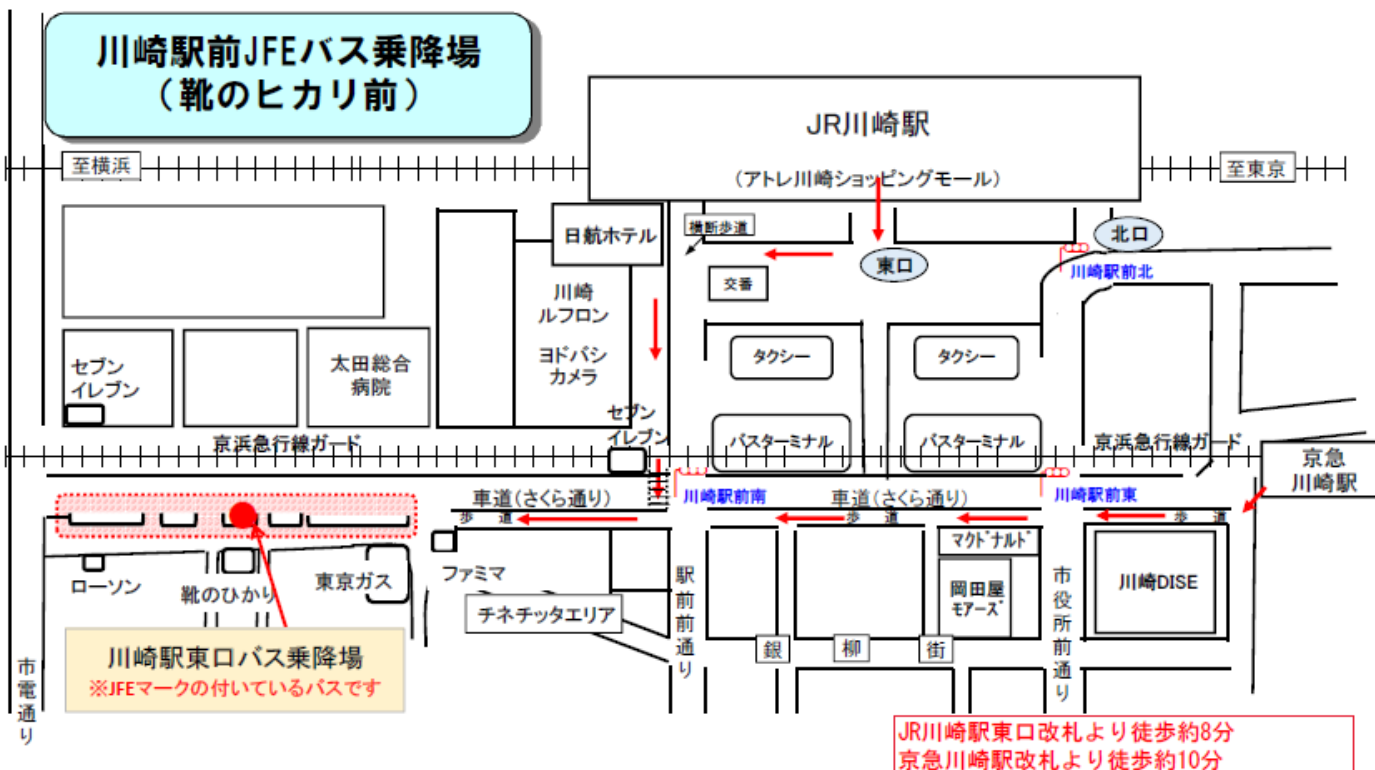 川崎駅前JFEバス乗降場
(靴のヒカリ前)
JR川崎駅
(アトレ川崎ショッピングモール)
至横浜
至東京
日航ホテル
横断歩道
北口
東口
川崎駅前北
交番
川崎
ルフロン
ヨドバシ
カメラ
セブン
イレブン
太田総合
病院
タクシー
タクシー
セブン
イレブン
バスターミナル
バスターミナル
京浜急行線ガード
京浜急行線ガード
京急
川崎駅
車道(さくら通り)
川崎駅前南
車道(さくら通り)
川崎駅前東
歩 道
歩 道
歩 道
マクドナルド
岡田屋
モアーズ
川崎DISE
ローソン
靴のひかり
東京ガス
ファミマ
チネチッタエリア
駅前前通り
市役所前通り
銀 柳 街
川崎駅東口バス乗降場
※JFEマークの付いているバスです
市電通り
JR川崎駅東口改札より徒歩約8分
京急川崎駅改札より徒歩約10分